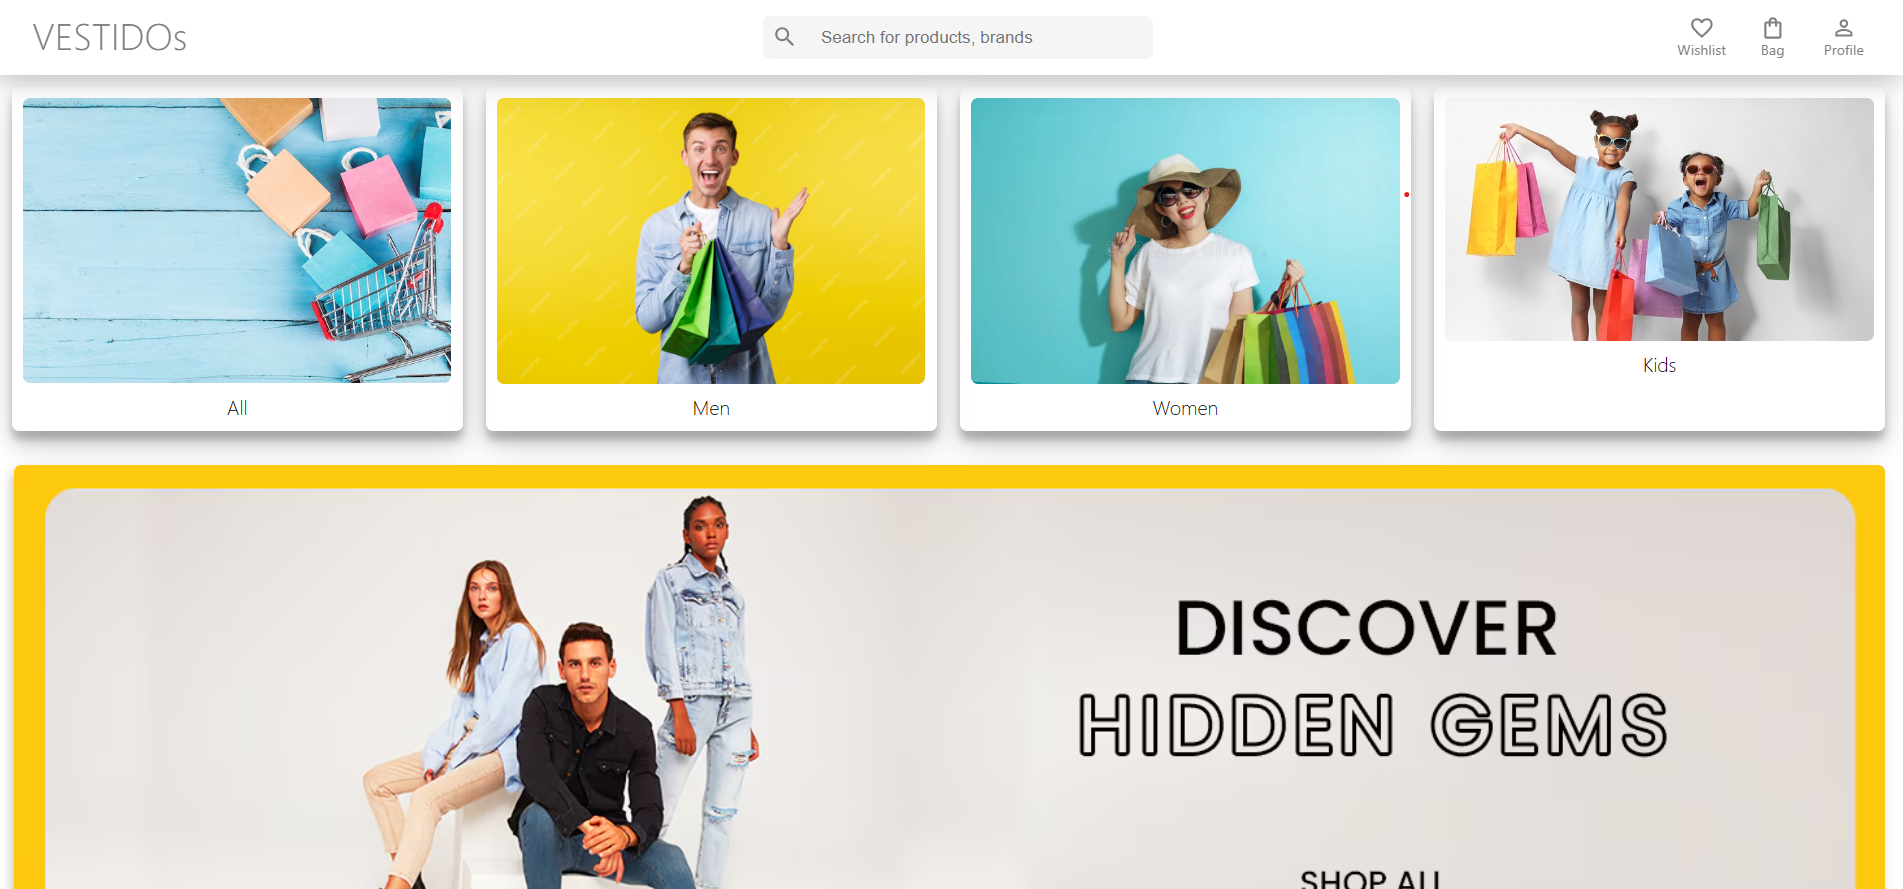 VESTIDOs
Search for products, brands
Wishlist
Bag
Profile
All
Men
Women
Kids
DISCOVER
HIDDEN GEMS
SHOP ALL